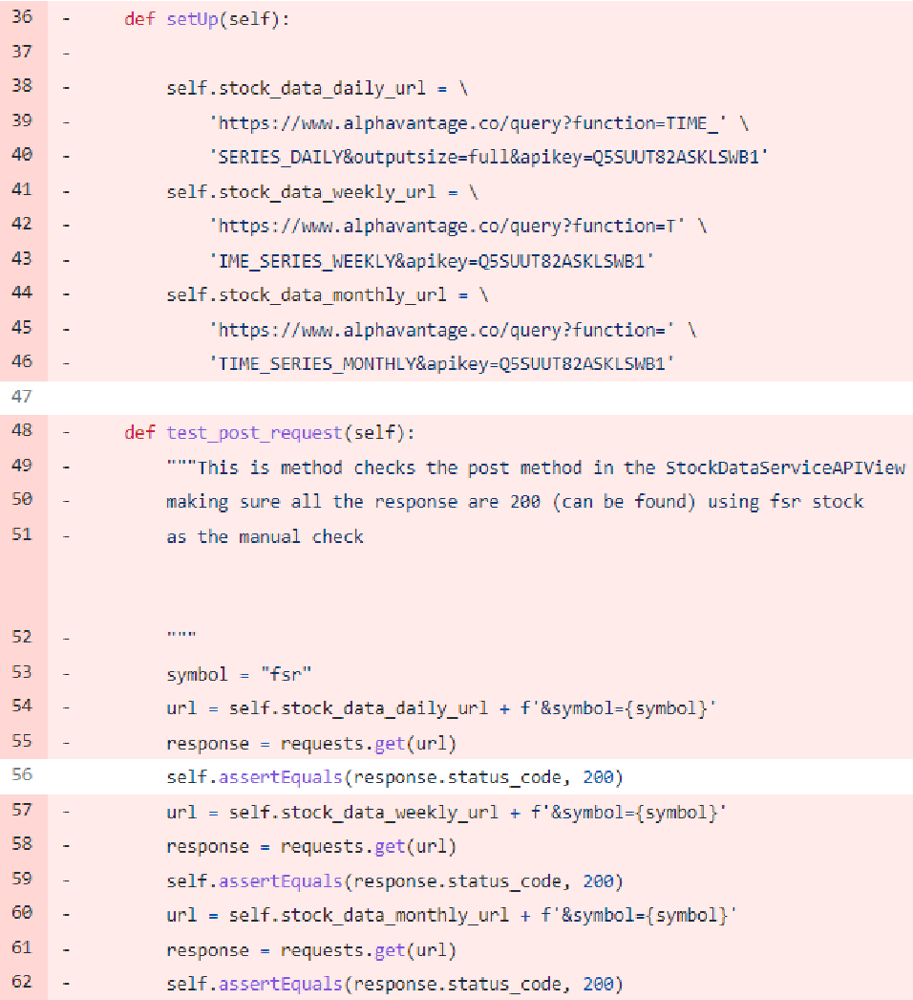 36 - def setUp(self):
37 -
38 - self.stock_data_daily_url = \
39 - 'https://www.alphavantage.co/query?function=TIME_' \
40 - 'SERIES_DAILY&outputsize=full&apikey=Q5SUUT82ASKLSWB1'
41 - self.stock_data_weekly_url = \
42 - 'https://www.alphavantage.co/query?function=T' \
43 - 'IME_SERIES_WEEKLY&apikey=Q5SUUT82ASKLSWB1'
44 - self.stock_data_monthly_url = \
45 - 'https://www.alphavantage.co/query?function=' \
46 - 'TIME_SERIES_MONTHLY&apikey=Q5SUUT82ASKLSWB1'
47
48 - def test_post_request(self):
49 - """This is method checks the post method in the StockDataServiceAPIView
50 - making sure all the response are 200 (can be found) using fsr stock
51 - as the manual check
52 - """
53 - symbol = "fsr"
54 - url = self.stock_data_daily_url + f'&symbol={symbol}'
55 - response = requests.get(url)
56 self.assertEquals(response.status_code, 200)
57 - url = self.stock_data_weekly_url + f'&symbol={symbol}'
58 - response = requests.get(url)
59 - self.assertEquals(response.status_code, 200)
60 - url = self.stock_data_monthly_url + f'&symbol={symbol}'
61 - response = requests.get(url)
62 - self.assertEquals(response.status_code, 200)